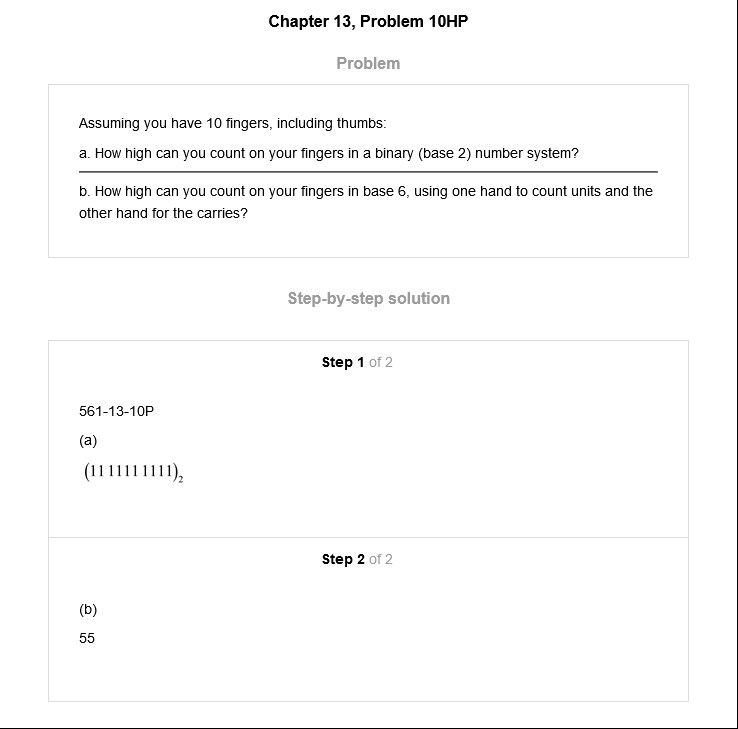 Chapter 13, Problem 10HP
Problem
Assuming you have 10 fingers, including thumbs:
a. How high can you count on your fingers in a binary (base 2) number system?
b. How high can you count on your fingers in base 6, using one hand to count units and the
other hand for the carries?
Step-by-step solution
Step 1 of 2
561-13-10P
(a)
(1111111111)₂
Step 2 of 2
(b)
55